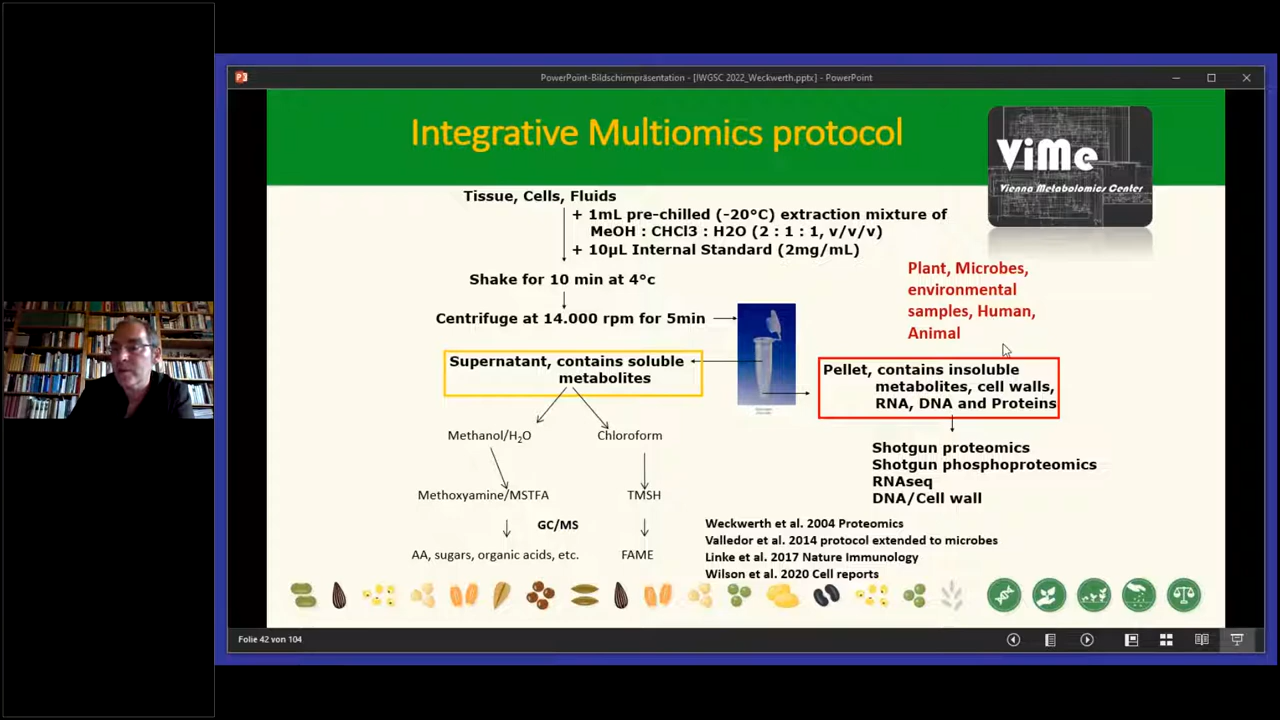 PowerPoint-Bildschirmpräsentation - [IWGSC 2022_Weckwerth.pptx] - PowerPoint
Integrative Multiomics protocol
ViMe
Vienna Metabolomics Center
Tissue, Cells, Fluids
+ 1mL pre-chilled (-20°C) extraction mixture of
MeOH : CHCl3 : H2O (2 : 1 : 1, v/v/v)
+ 10µL Internal Standard (2mg/mL)
Shake for 10 min at 4°c
Centrifuge at 14.000 rpm for 5min
Plant, Microbes,
environmental
samples, Human,
Animal
Supernatant, contains soluble
metabolites
Pellet, contains insoluble
metabolites, cell walls,
RNA, DNA and Proteins
Methanol/H₂O
Chloroform
Methoxyamine/MSTFA
TMSH
GC/MS
AA, sugars, organic acids, etc.
FAME
Shotgun proteomics
Shotgun phosphoproteomics
RNAseq
DNA/Cell wall
Weckwerth et al. 2004 Proteomics
Valledor et al. 2014 protocol extended to microbes
Linke et al. 2017 Nature Immunology
Wilson et al. 2020 Cell reports
Folie 42 von 104